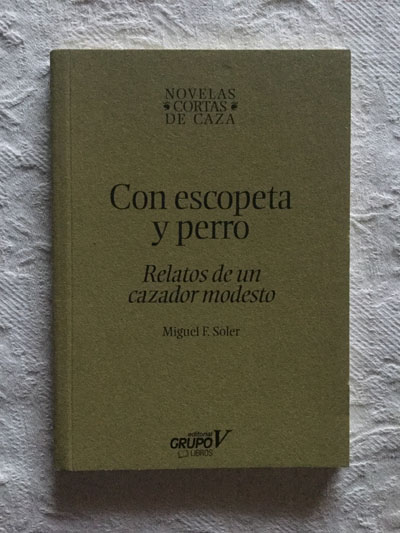 NOVELAS
CORTAS
DE CAZA
Con escopeta
y perro
Relatos de un
cazador modesto
Miguel F. Soler
editorial
GRUPO V
LIBROS